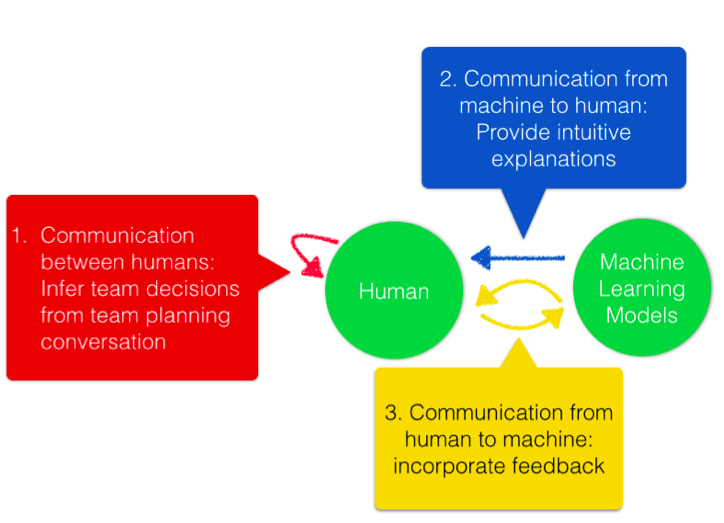 2. Communication from
machine to human:
Provide intuitive
explanations
1. Communication
between humans:
Infer team decisions
from team planning
conversation
Human
Machine
Learning
Models
3. Communication from
human to machine:
incorporate feedback